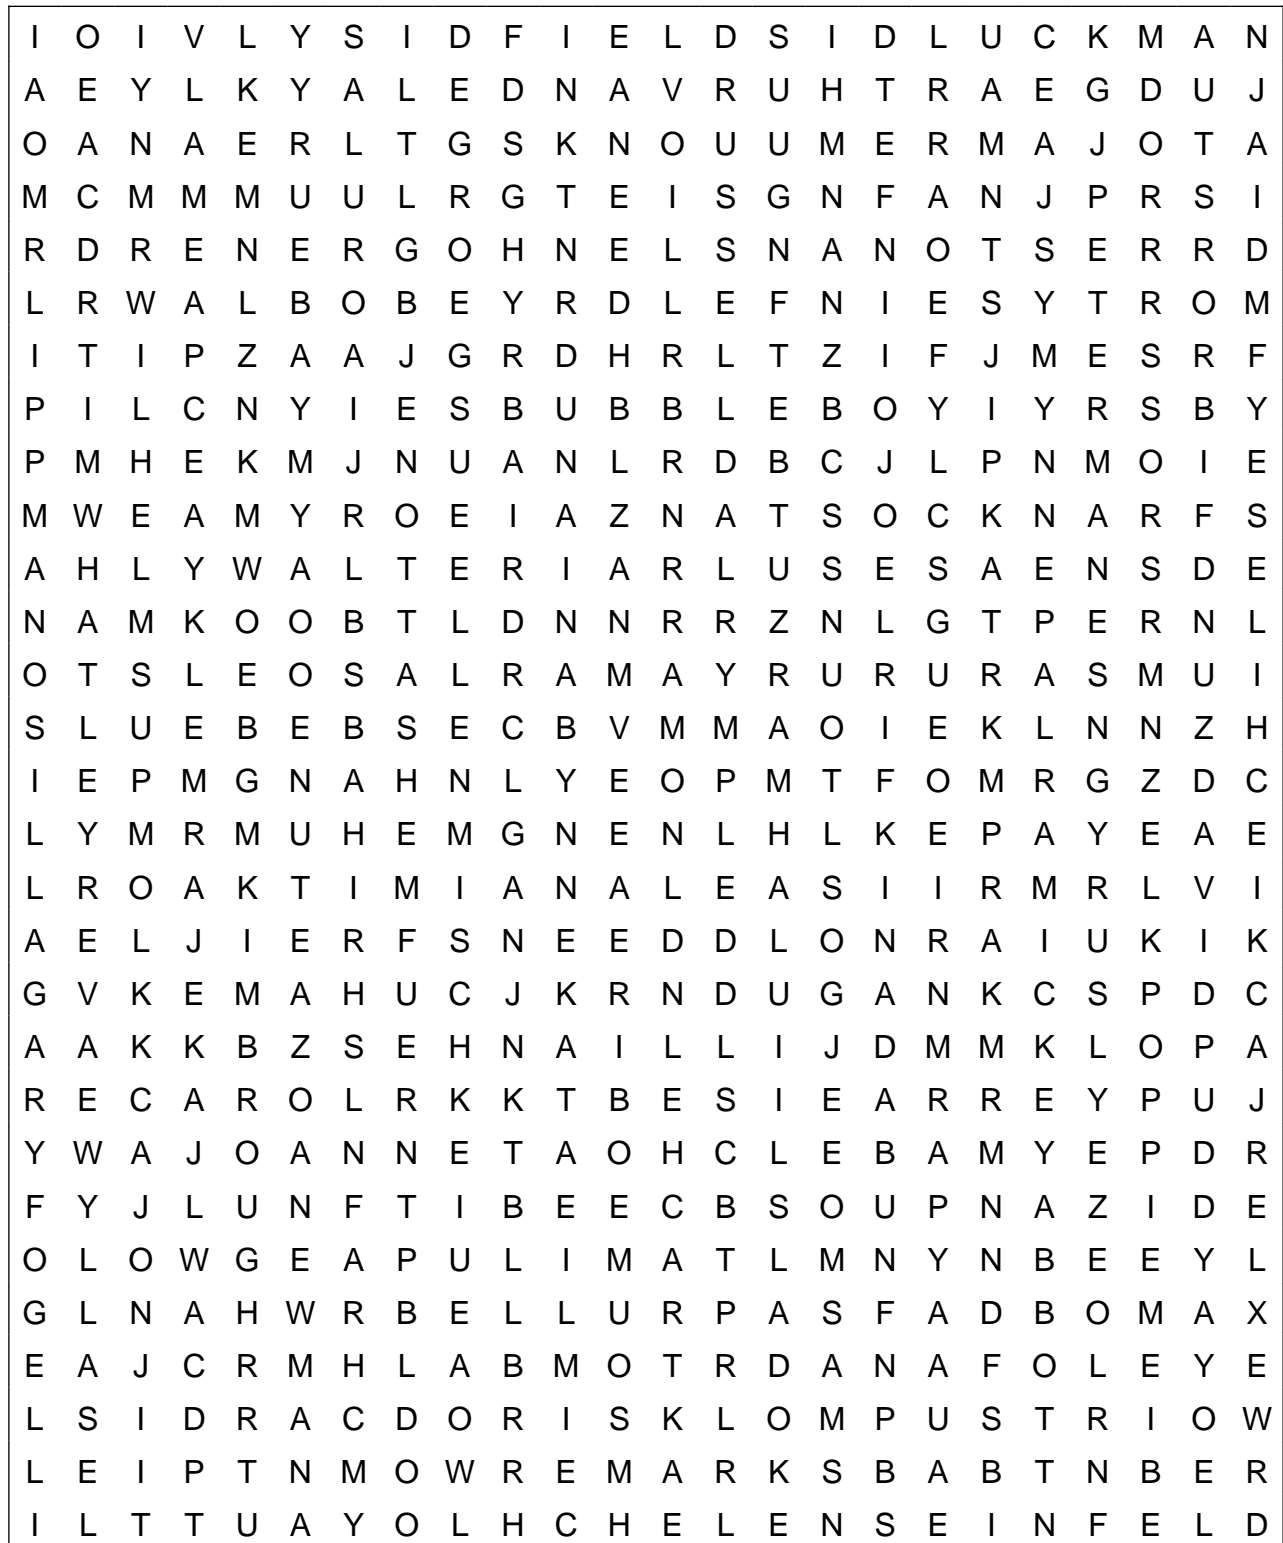 I O I V L Y S I D F I E L D S I D L U C K M A N
A E Y L K Y A L E D N A V R U H T R A E G D U J
O A N A E R L T G S K N O U U M E R M A J O T A
M C M M M U U L R G T E I S G N F A N J P R S I
R D R E N E R G O H N E L S N A N O T S E R R D
L R W A L B O B E Y R D L E F N I E S Y T R O M
I T I P Z A A J G R D H R L T Z I F J M E S R F
P I L C N Y I E S B U B B L E B O Y I Y R S B Y
P M H E K M J N U A N L R D B C J L P N M O I E
M W E A M Y R O E I A Z N A T S O C K N A R F S
A H L Y W A L T E R I A R L U S E S A E N S D E
N A M K O O B T L D N N R R Z N L G T P E R N L
O T S L E O S A L R A M A Y R U R U R A S M U I
S L U E B E B S E C B V M M A O I E K L N N Z H
I E P M G N A H N L Y E O P M T F O M R G Z D C
L Y M R M U H E M G N E N L H L K E P A Y E A E
L R O A K T I M I A N A L E A S I I R M R L V I
A E L J I E R F S N E E D D L O N R A I U K I K
G V K E M A H U C J K R N D U G A N K C S P D C
A A K K B Z S E H N A I L L I J D M M K L O P A
R E C A R O L R K K T B E S I E A R R E Y P U J
Y W A J O A N N E T A O H C L E B A M Y E P D R
F Y J L U N F T I B E E C B S O U P N A Z I D E
O L O W G E A P U L I M A T L M N Y N B E E Y L
G L N A H W R B E L L U R P A S F A D B O M A X
E A J C R M H L A B M O T R D A N A F O L E Y E
L S I D R A C D O R I S K L O M P U S T R I O W
L E I P T N M O W R E M A R K S B A B T N B E R
I L T T U A Y O L H C H E L E N S E I N F E L D